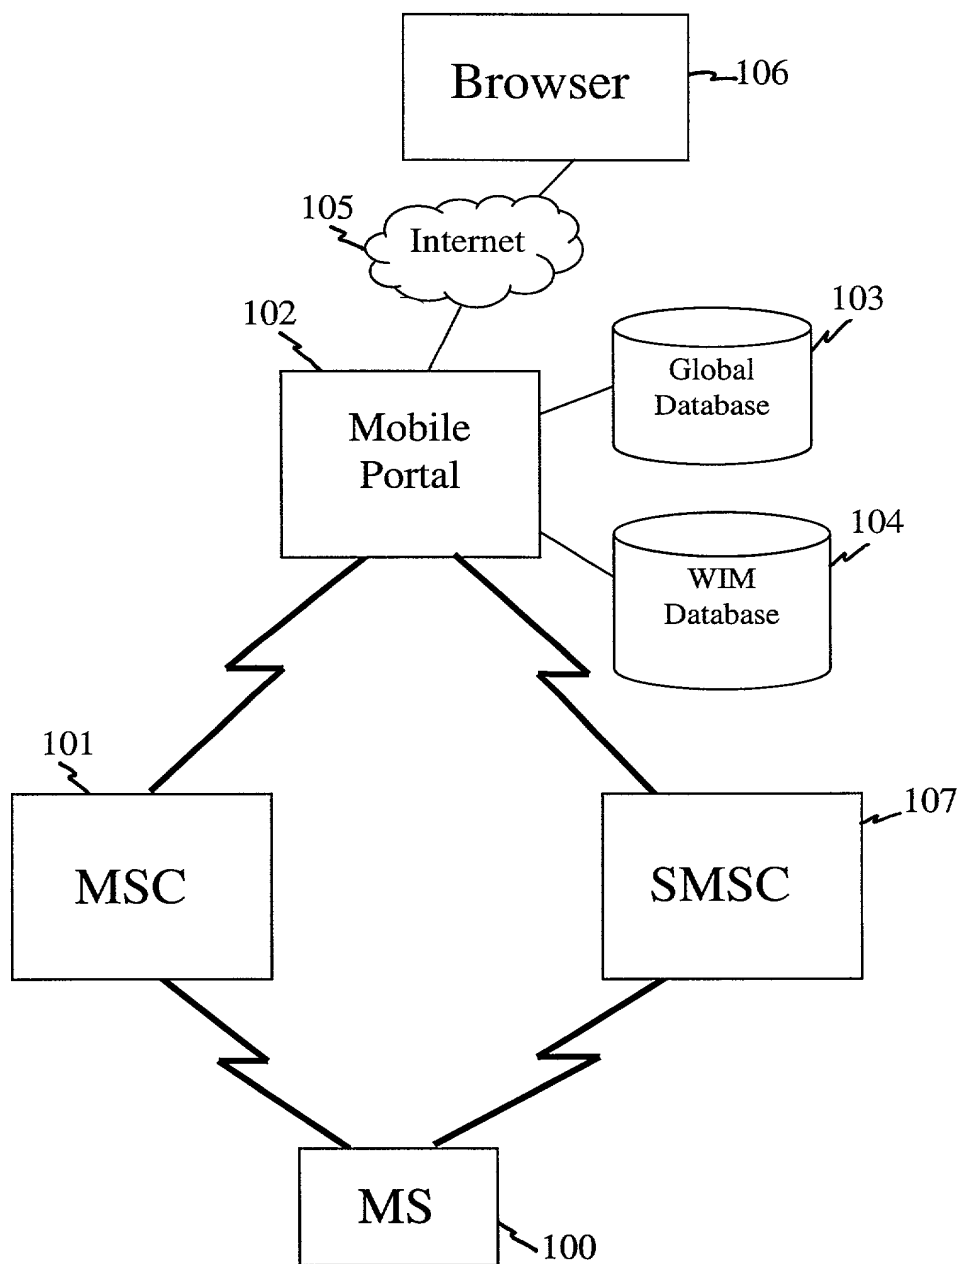 Browser
106
105
Internet
102
103
Global
Database
Mobile
Portal
104
WIM
Database
101
107
MSC
SMSC
MS
100